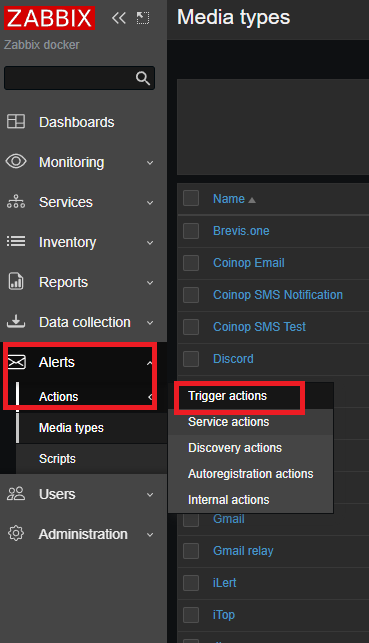 ZABBIX
Zabbix docker
Dashboards
Monitoring
Services
Inventory
Reports
Data collection
Alerts
Actions
Media types
Scripts
Users
Administration
Media types
Name
Brevis.one
Coinop Email
Coinop SMS Notification
Coinop SMS Test
Discord
Trigger actions
Service actions
Discovery actions
Autoregistration actions
Internal actions
Gmail
Gmail relay
iLert
iTop